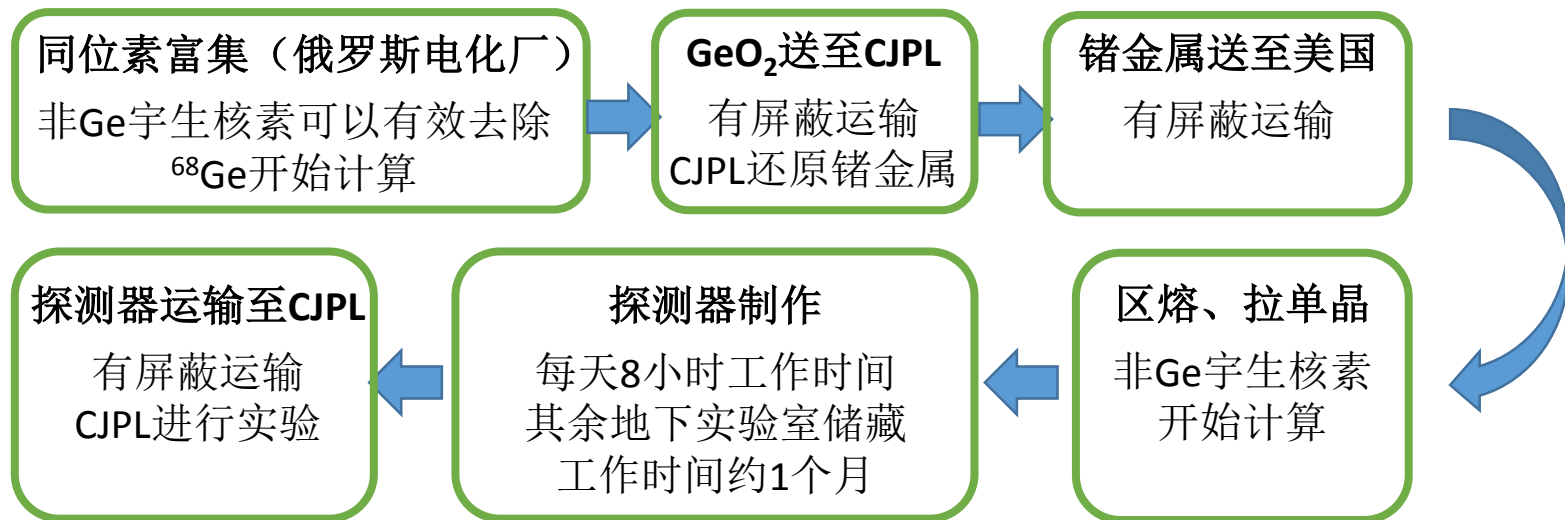 同位素富集（俄罗斯电化厂）
非Ge宇生核素可以有效去除
⁶⁸Ge开始计算
GeO₂送至CJPL
有屏蔽运输
CJPL还原锗金属
锗金属送至美国
有屏蔽运输
区熔、拉单晶
非Ge宇生核素
开始计算
探测器制作
每天8小时工作时间
其余地下实验室储藏
工作时间约1个月
探测器运输至CJPL
有屏蔽运输
CJPL进行实验